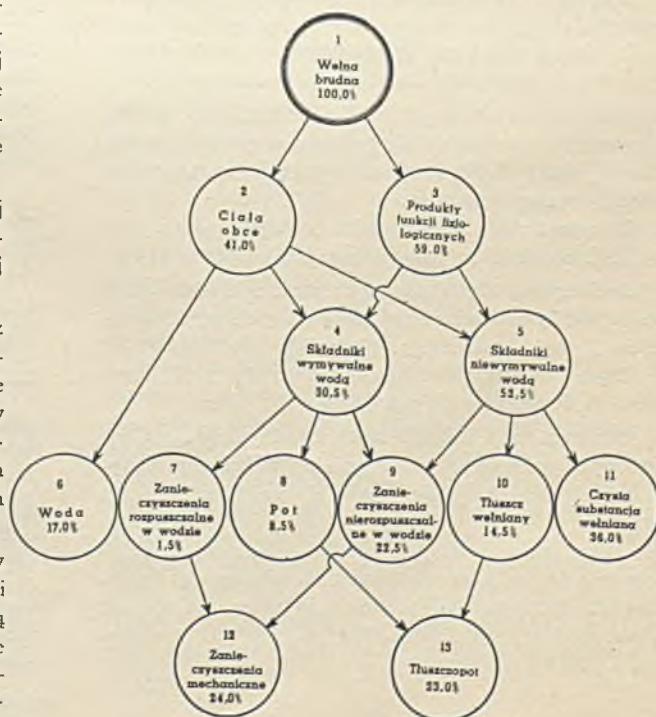 1
Wełna
brudna
100,0%
2
Ciała
obce
41,0%
3
Produkty
funkcji fizjo-
logicznych
59.0%
4
Składniki
wymywalne
wodą
30,5%
5
Składniki
niewymywalne
wodą
52,5%
6
Woda
17,0%
7
Zanie-
czyszczenia
rozpuszczalne
w wodzie
1,5%
8
Pot
8.5%
9
Zanie-
czyszczenia
nierozpuszczal-
ne w wodzie
22,5%
10
Tłuszcz
wełniany
14,5%
11
Czysta
substancja
wełniana
36,0%
12
Zanie-
czyszczenia
mechaniczne
24,0%
13
Tłuszczopot
23.0%